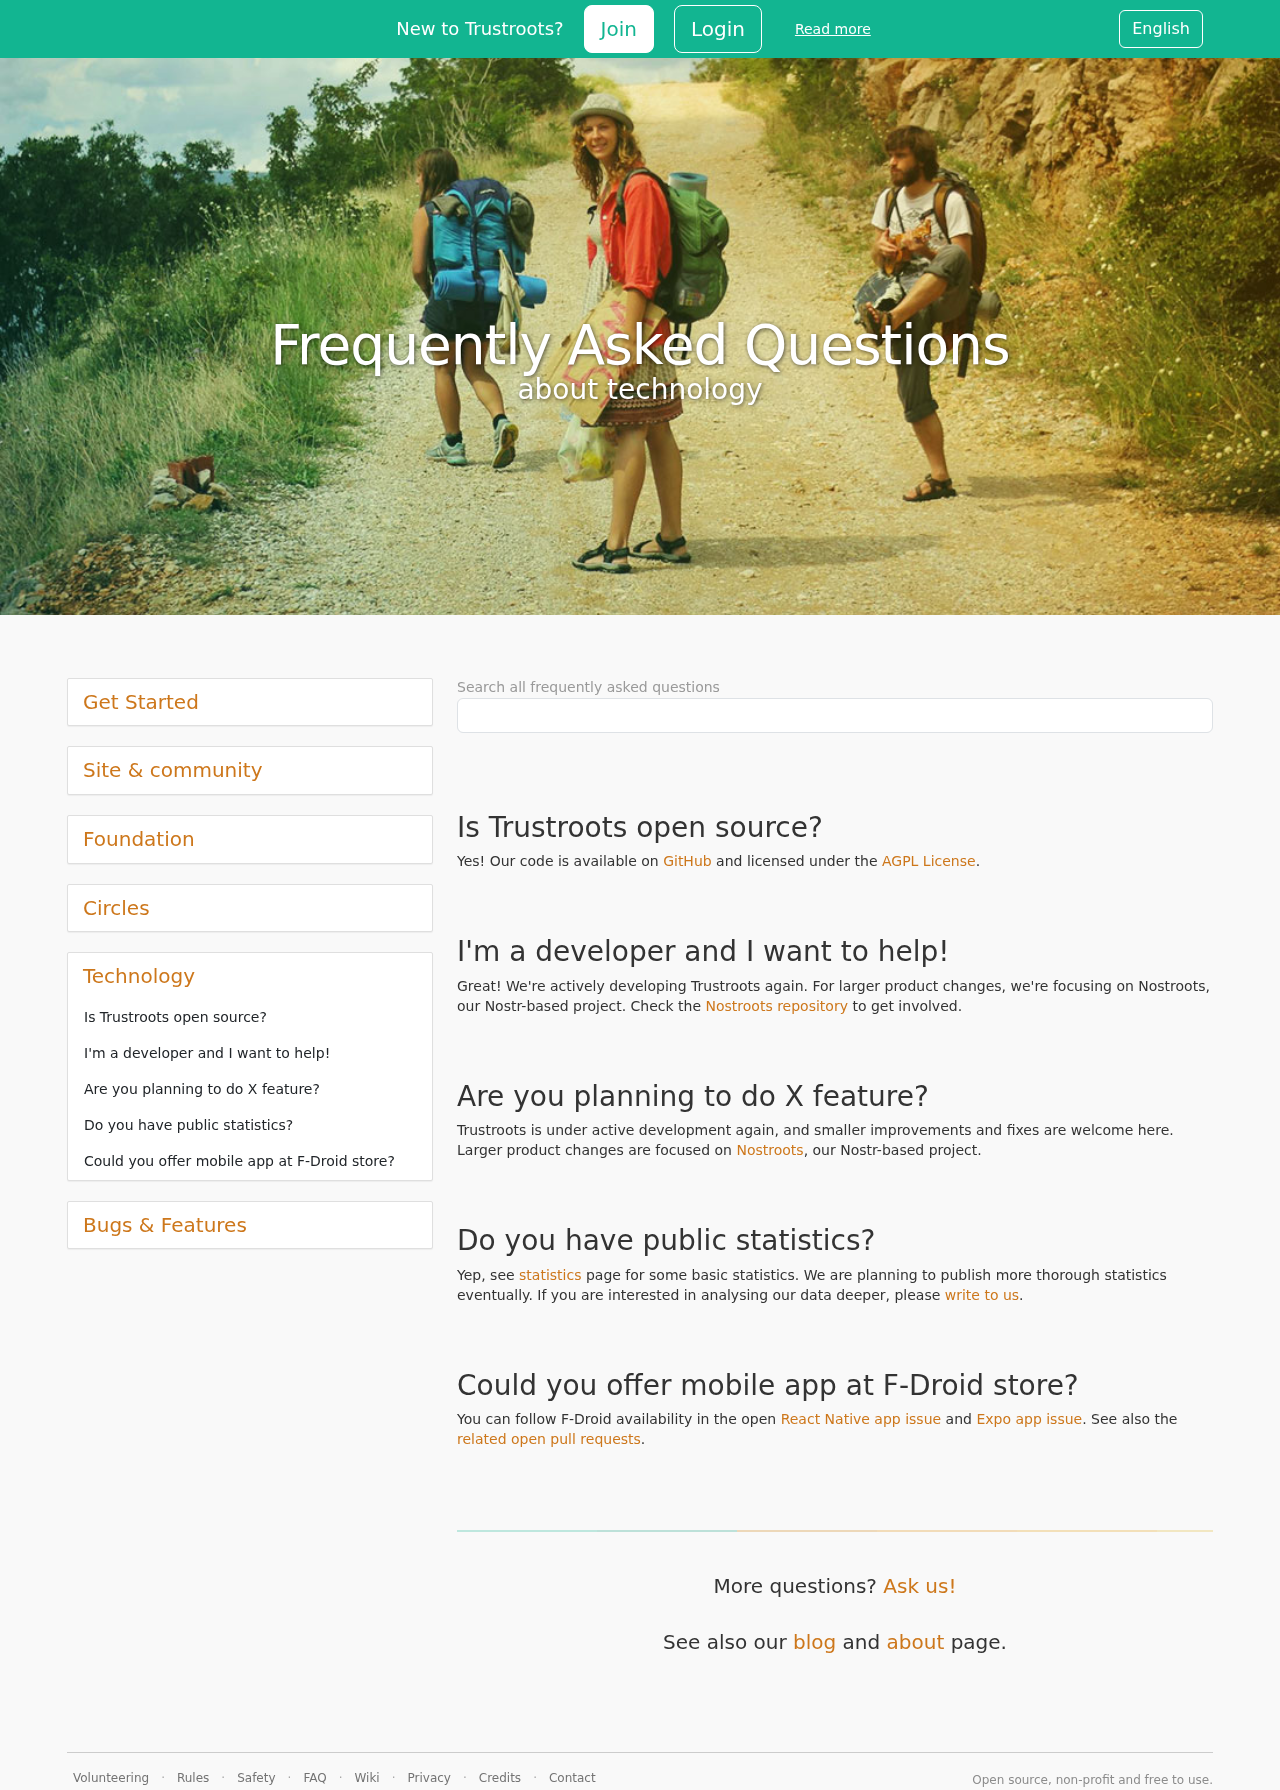 New to Trustroots? Join Login Read more English
Frequently Asked Questions
about technology
Get Started
Site & community
Foundation
Circles
Technology
Is Trustroots open source?
I'm a developer and I want to help!
Are you planning to do X feature?
Do you have public statistics?
Could you offer mobile app at F-Droid store?
Bugs & Features
Search all frequently asked questions
Is Trustroots open source?
Yes! Our code is available on GitHub and licensed under the AGPL License.
I'm a developer and I want to help!
Great! We're actively developing Trustroots again. For larger product changes, we're focusing on Nostroots,
our Nostr-based project. Check the Nostroots repository to get involved.
Are you planning to do X feature?
Trustroots is under active development again, and smaller improvements and fixes are welcome here.
Larger product changes are focused on Nostroots, our Nostr-based project.
Do you have public statistics?
Yep, see statistics page for some basic statistics. We are planning to publish more thorough statistics
eventually. If you are interested in analysing our data deeper, please write to us.
Could you offer mobile app at F-Droid store?
You can follow F-Droid availability in the open React Native app issue and Expo app issue. See also the
related open pull requests.
More questions? Ask us!
See also our blog and about page.
Volunteering · Rules · Safety · FAQ · Wiki · Privacy · Credits · Contact
Open source, non-profit and free to use.